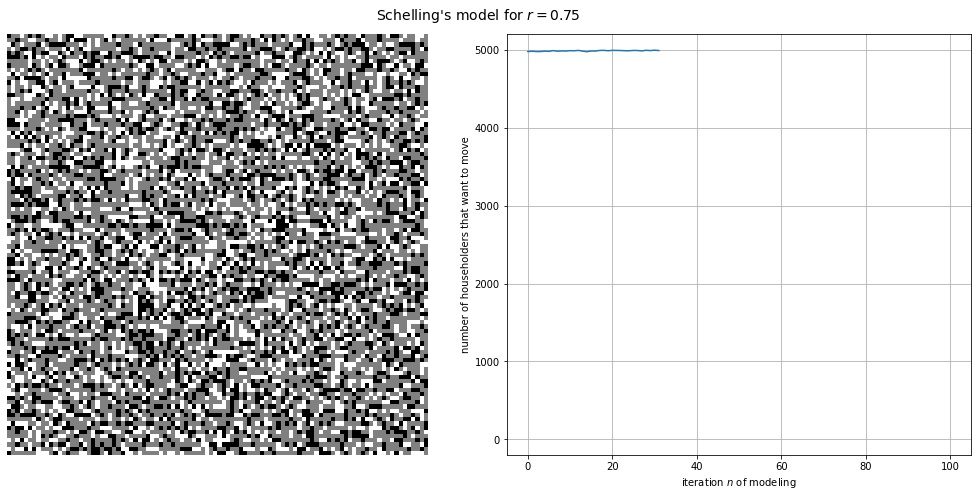 Schelling's model for r = 0.75
number of householders that want to move
5000
4000
3000
2000
1000
0
0 20 40 60 80 100
iteration n of modeling